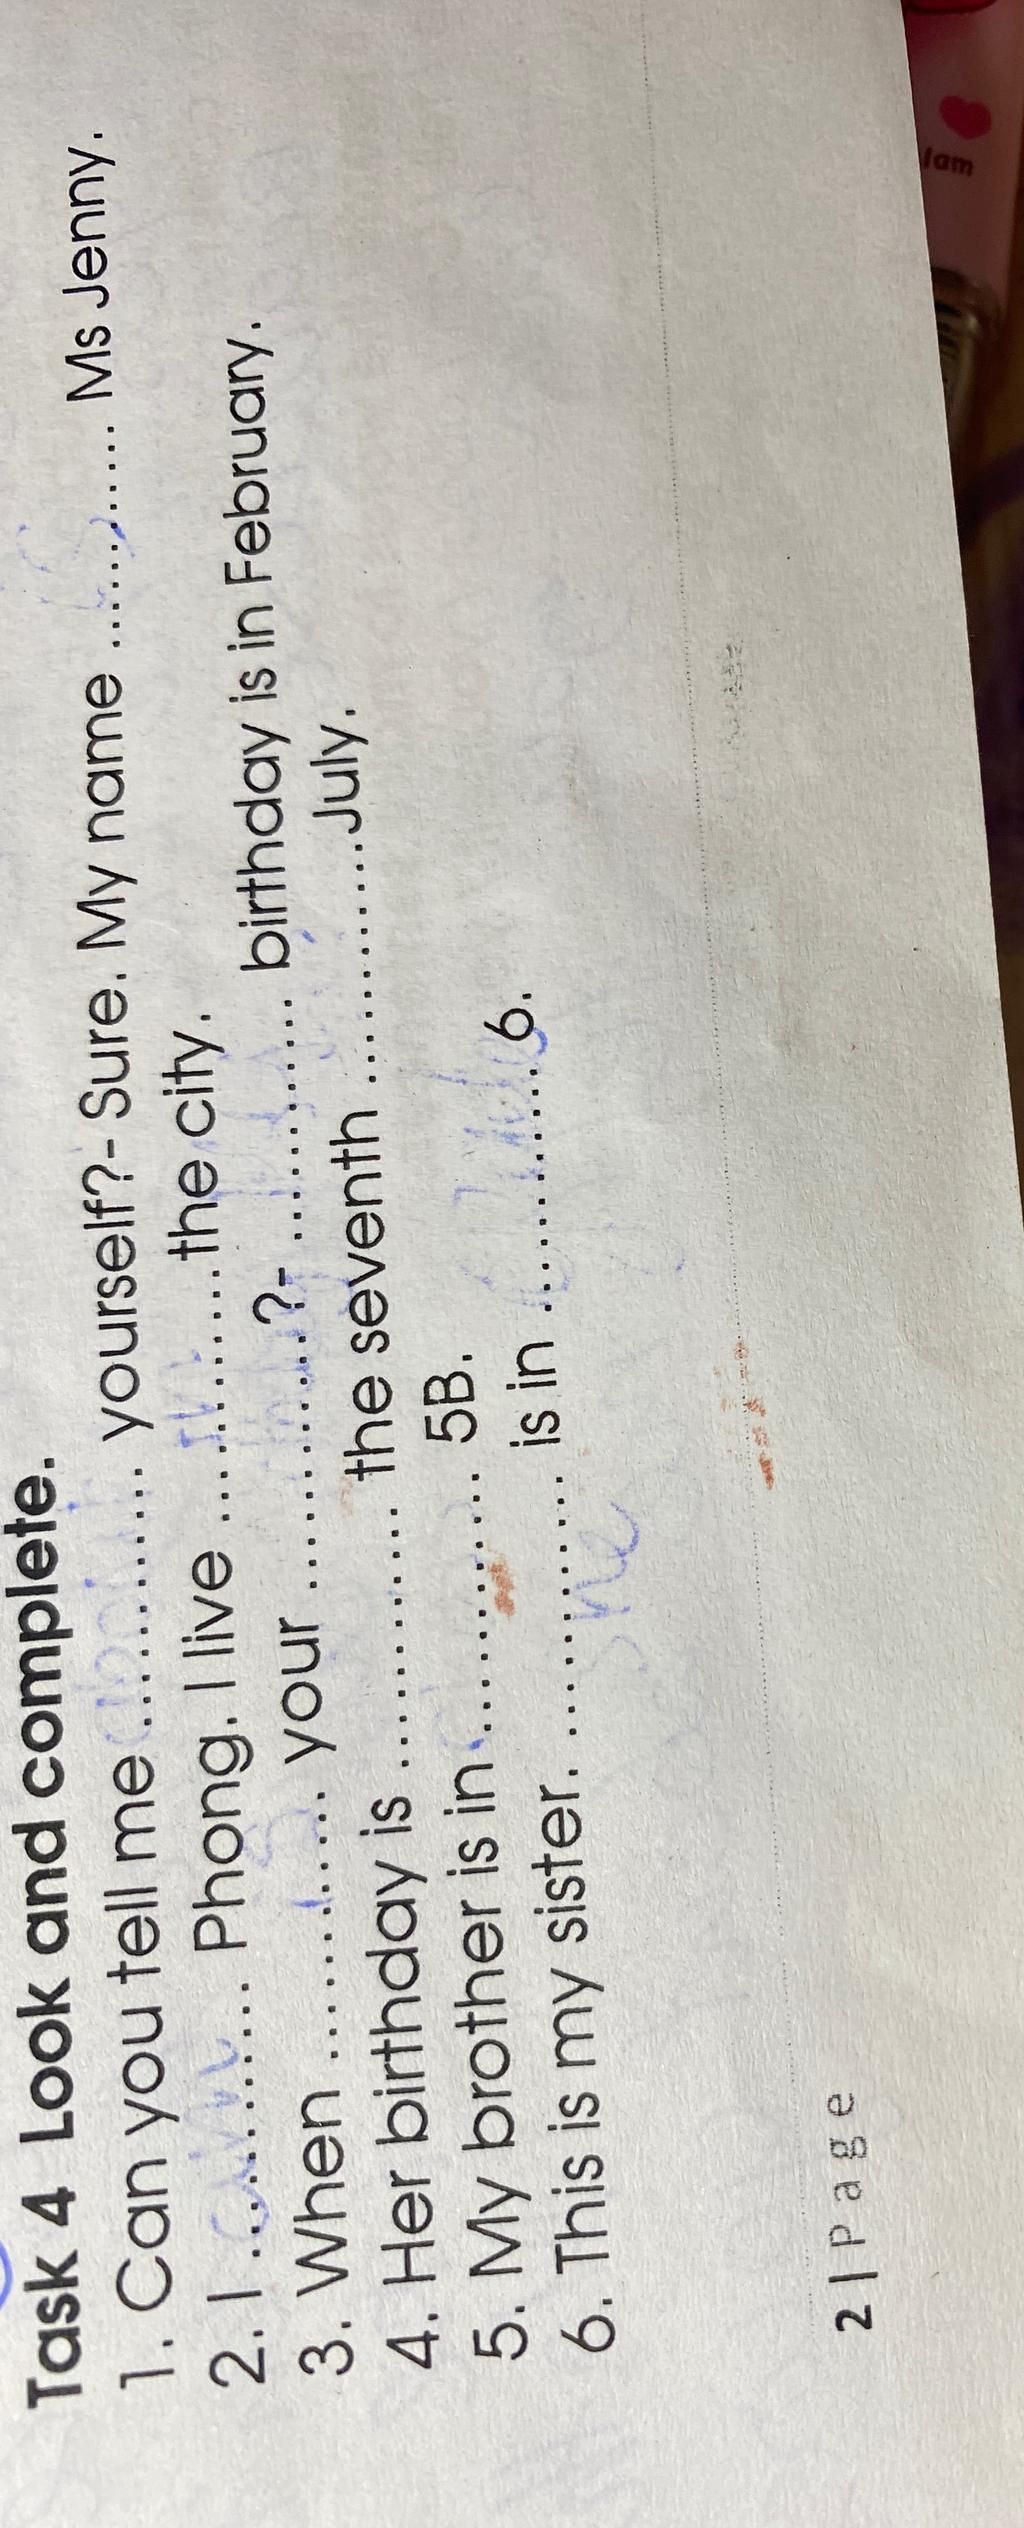 Task 4 Look and complete.
1. Can you tell me ............ yourself?- Sure. My name ............ Ms Jenny.
2. I ............ Phong. I live ............ the city.
3. When ............ your ............?- ............ birthday is in February.
4. Her birthday is ............ the seventh ............ July.
5. My brother is in ............ 5B.
6. This is my sister. ............ is in ............ 6.
2 | P a g e
Jam